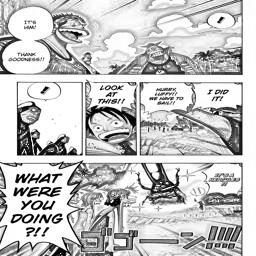 !
IT'S
HIM!
THANK
GOODNESS!!
I DID
IT!
HURRY,
LUFFY!!
WE HAVE
TO SAIL!!
LOOK
AT
THIS!!
!
WHAT
WERE
YOU
DOING
?!!